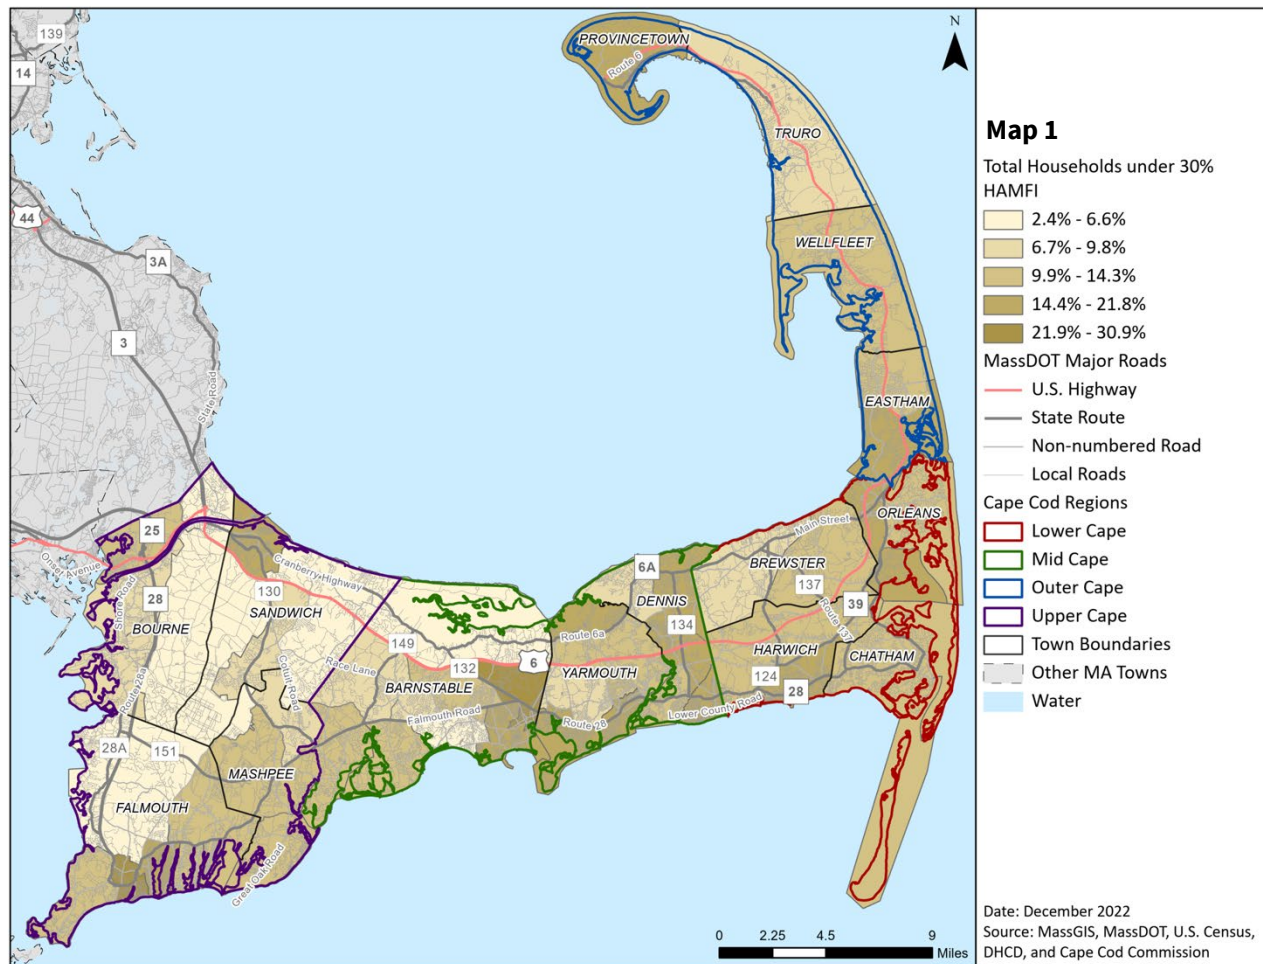 139
14
44
3A
3
State Road
25
Onset Avenue
Shore Road
28
BOURNE
Route 28a
28A
151
FALMOUTH
MASHPEE
Great Oak Road
SANDWICH
130
Cranberry Highway
Cotuit Road
Race Lane
149
132
6
BARNSTABLE
Falmouth Road
YARMOUTH
Route 6a
Route 28
6A
DENNIS
134
Lower County Road
Main Street
BREWSTER
137
39
Route 137
HARWICH
124
28
CHATHAM
ORLEANS
EASTHAM
WELLFLEET
TRURO
PROVINCETOWN
Route 6
N
0 2.25 4.5 9
Miles
Map 1
Total Households under 30%
HAMFI
2.4% - 6.6%
6.7% - 9.8%
9.9% - 14.3%
14.4% - 21.8%
21.9% - 30.9%
MassDOT Major Roads
U.S. Highway
State Route
Non-numbered Road
Local Roads
Cape Cod Regions
Lower Cape
Mid Cape
Outer Cape
Upper Cape
Town Boundaries
Other MA Towns
Water
Date: December 2022
Source: MassGIS, MassDOT, U.S. Census,
DHCD, and Cape Cod Commission